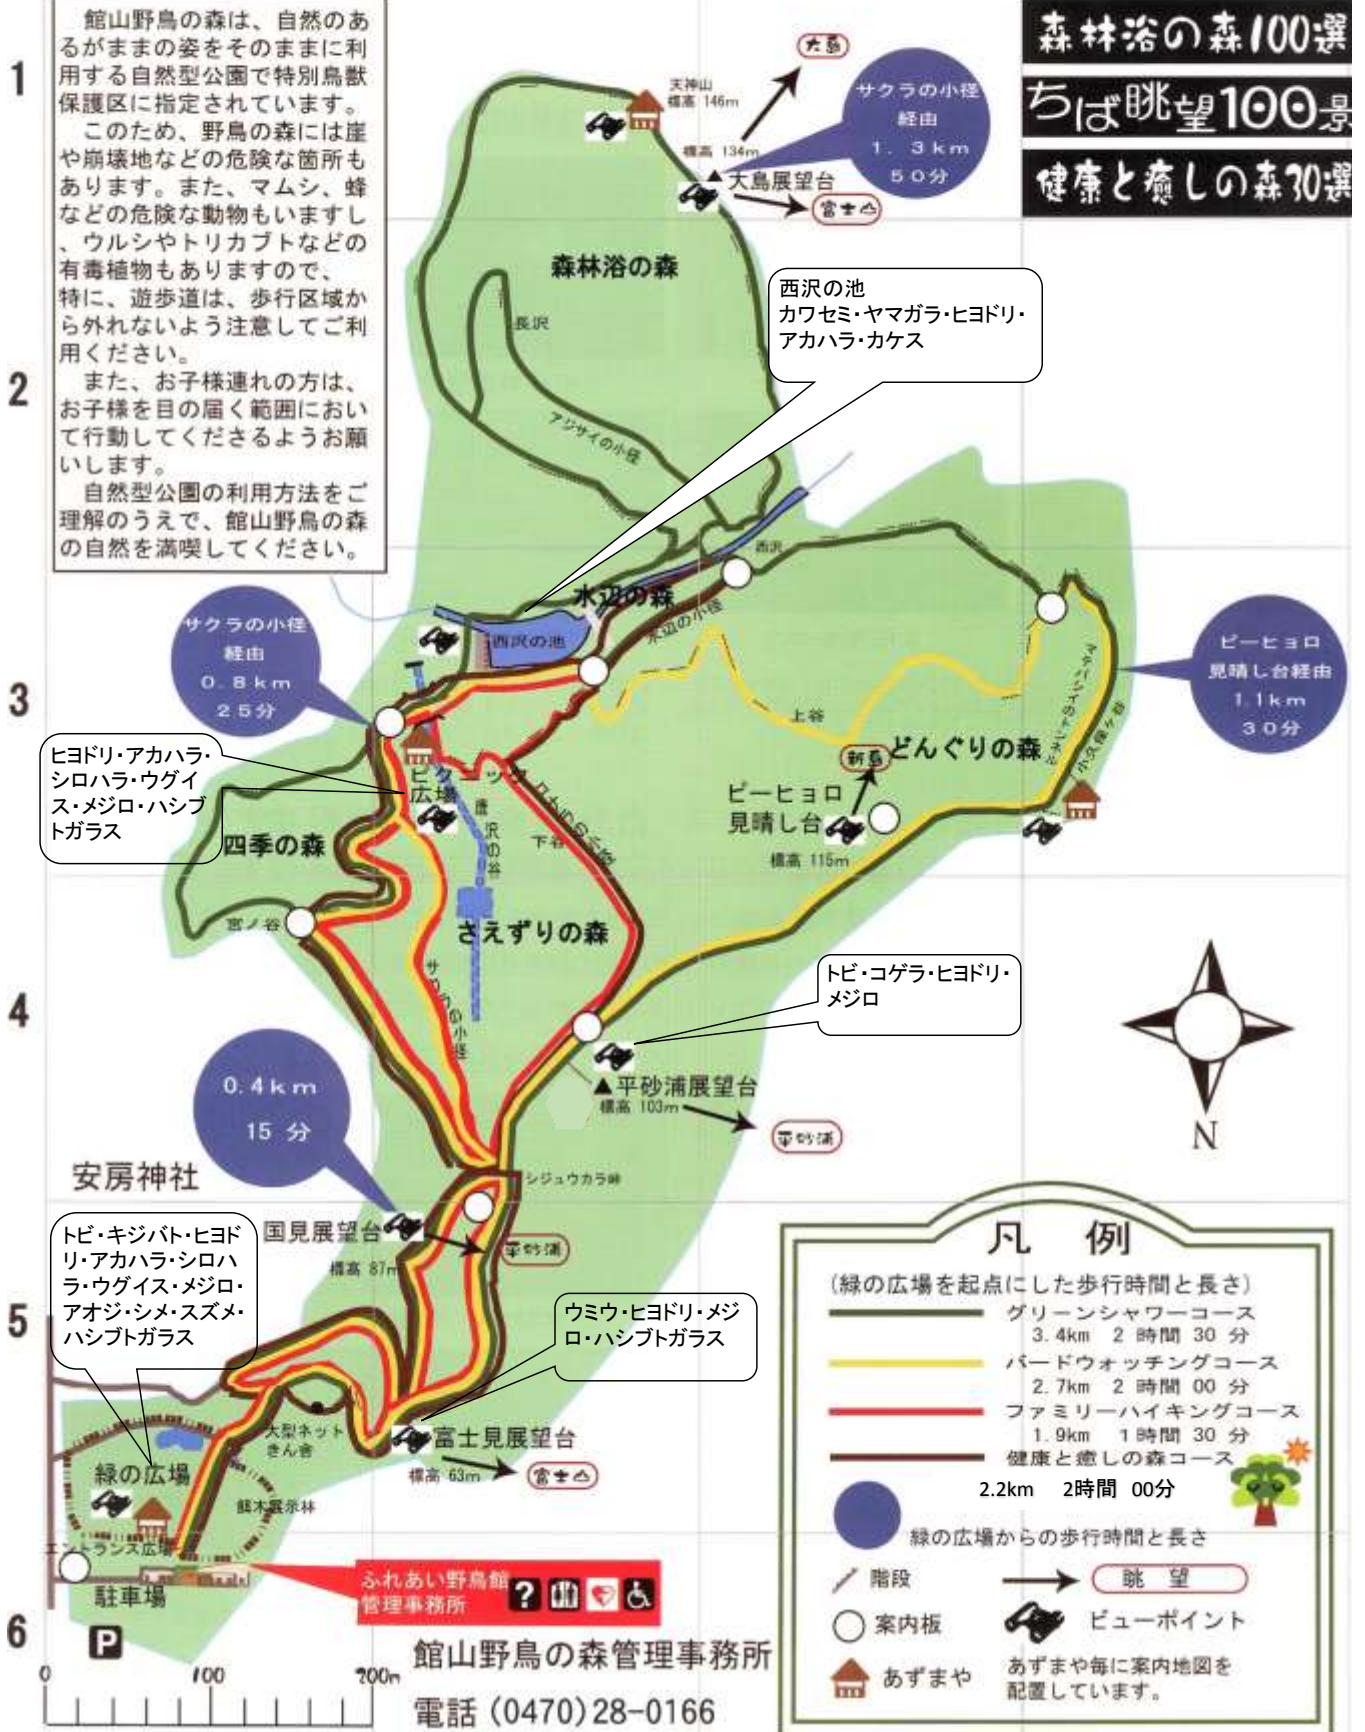 館山野鳥の森は、自然のあ
るがままの姿をそのままに利
用する自然型公園で特別鳥獣
保護区に指定されています。
このため、野鳥の森には崖
や崩壊地などの危険な箇所も
あります。また、マムシ、蜂
などの危険な動物もいますし
、ウルシやトリカブトなどの
有毒植物もありますので、
特に、遊歩道は、歩行区域か
ら外れないよう注意してご利
用ください。
また、お子様連れの方は、
お子様を目の届く範囲におい
て行動してくださるようお願
いします。
自然型公園の利用方法をご
理解のうえで、館山野鳥の森
の自然を満喫してください。
森林浴の森100選
ちば眺望100景
健康と癒しの森30選
1
2
3
4
5
6
大島
天神山
標高 146m
サクラの小径
経由
1.3km
50分
標高 134m
大島展望台
富士山
森林浴の森
長沢
アジサイの小径
西沢の池
カワセミ・ヤマガラ・ヒヨドリ・
アカハラ・カケス
西沢
水辺の森
水辺の小径
西沢の池
サクラの小径
経由
0.8km
25分
ピーヒョロ
見晴し台経由
1.1km
30分
上谷
マテバシイのトンネル
小久保ヶ谷
新島
どんぐりの森
ピーヒョロ
見晴し台
標高 115m
ヒヨドリ・アカハラ・
シロハラ・ウグイ
ス・メジロ・ハシブ
トガラス
ピクニック
広場
唐沢の谷
下谷
四季の森
宮ノ谷
さえずりの森
サクラの小径
トビ・コゲラ・ヒヨドリ・
メジロ
平砂浦展望台
標高 103m
平砂浦
N
0.4km
15 分
安房神社
シジュウカラ峠
国見展望台
標高 87m
平砂浦
トビ・キジバト・ヒヨド
リ・アカハラ・シロハ
ラ・ウグイス・メジロ・
アオジ・シメ・スズメ・
ハシブトガラス
ウミウ・ヒヨドリ・メジ
ロ・ハシブトガラス
大型ネット
きん舎
富士見展望台
標高 63m
富士山
緑の広場
餌木展示林
エントランス広場
駐車場
P
ふれあい野鳥館
管理事務所
?
0 100 200m
館山野鳥の森管理事務所
電話 (0470)28-0166
凡 例
(緑の広場を起点にした歩行時間と長さ)
グリーンシャワーコース
3.4km 2 時間 30 分
バードウォッチングコース
2.7km 2 時間 00 分
ファミリーハイキングコース
1.9km 1 時間 30 分
健康と癒しの森コース
2.2km 2時間 00分
緑の広場からの歩行時間と長さ
階段
眺 望
案内板
ビューポイント
あずまや
あずまや毎に案内地図を
配置しています。